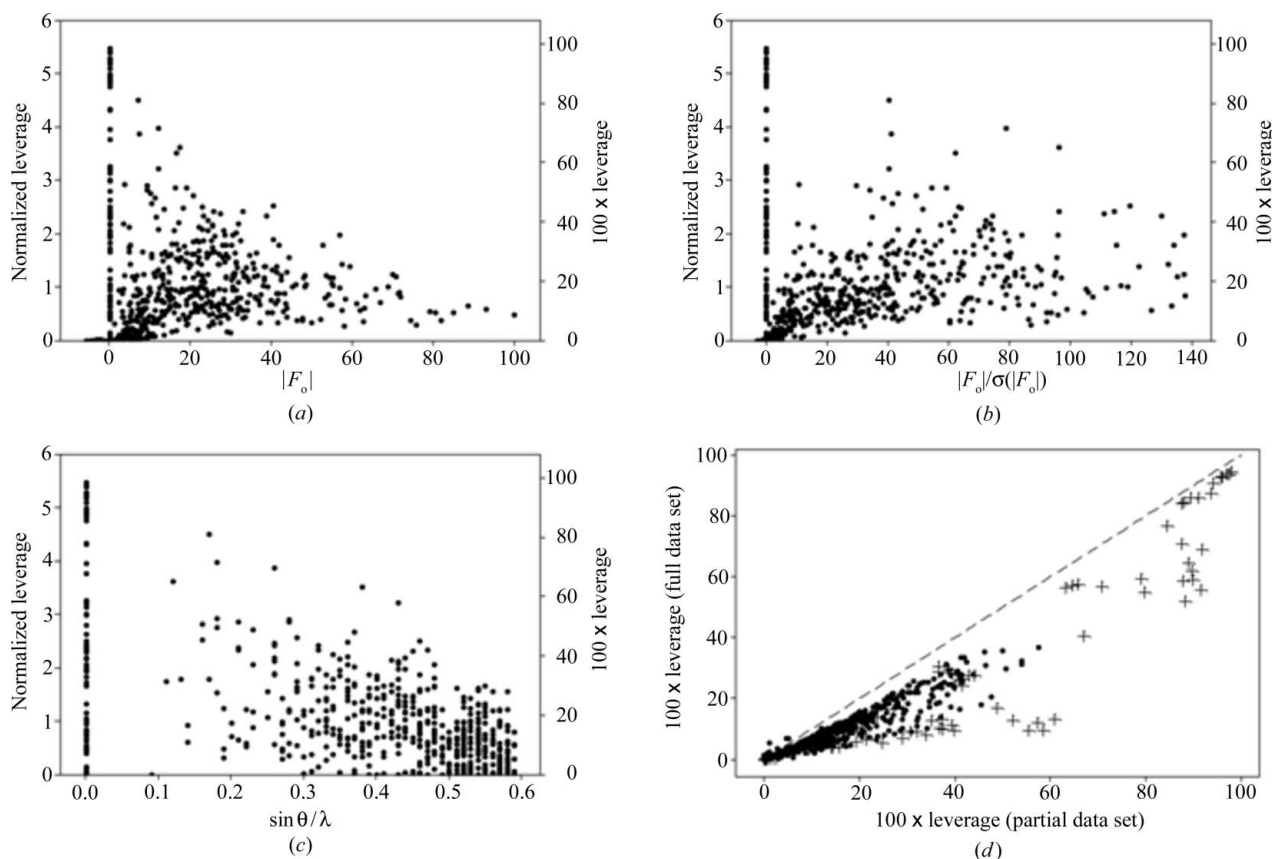 6
5
4
3
2
1
0
Normalized leverage
100
80
60
40
20
0
100 x leverage
0 20 40 60 80 100
|Fo|
(a)
6
5
4
3
2
1
0
Normalized leverage
100
80
60
40
20
0
100 x leverage
0 20 40 60 80 100 120 140
|Fo|/σ(|Fo|)
(b)
6
5
4
3
2
1
0
Normalized leverage
100
80
60
40
20
0
100 x leverage
0.0 0.1 0.2 0.3 0.4 0.5 0.6
sin θ/λ
(c)
100
80
60
40
20
0
100 x leverage (full data set)
0 20 40 60 80 100
100 x leverage (partial data set)
(d)